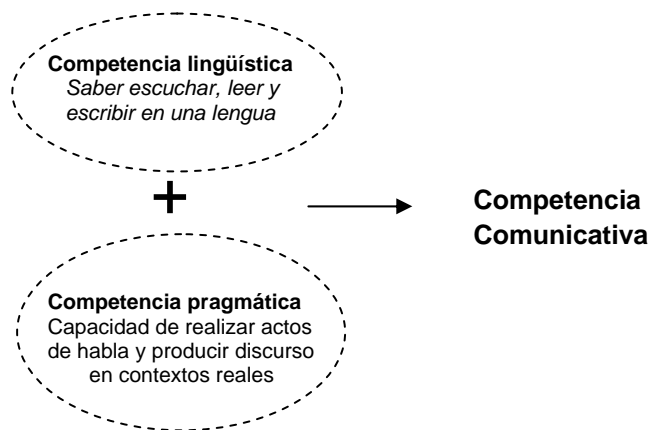 Competencia lingüística
Saber escuchar, leer y
escribir en una lengua
+
Competencia
Comunicativa
Competencia pragmática
Capacidad de realizar actos
de habla y producir discurso
en contextos reales